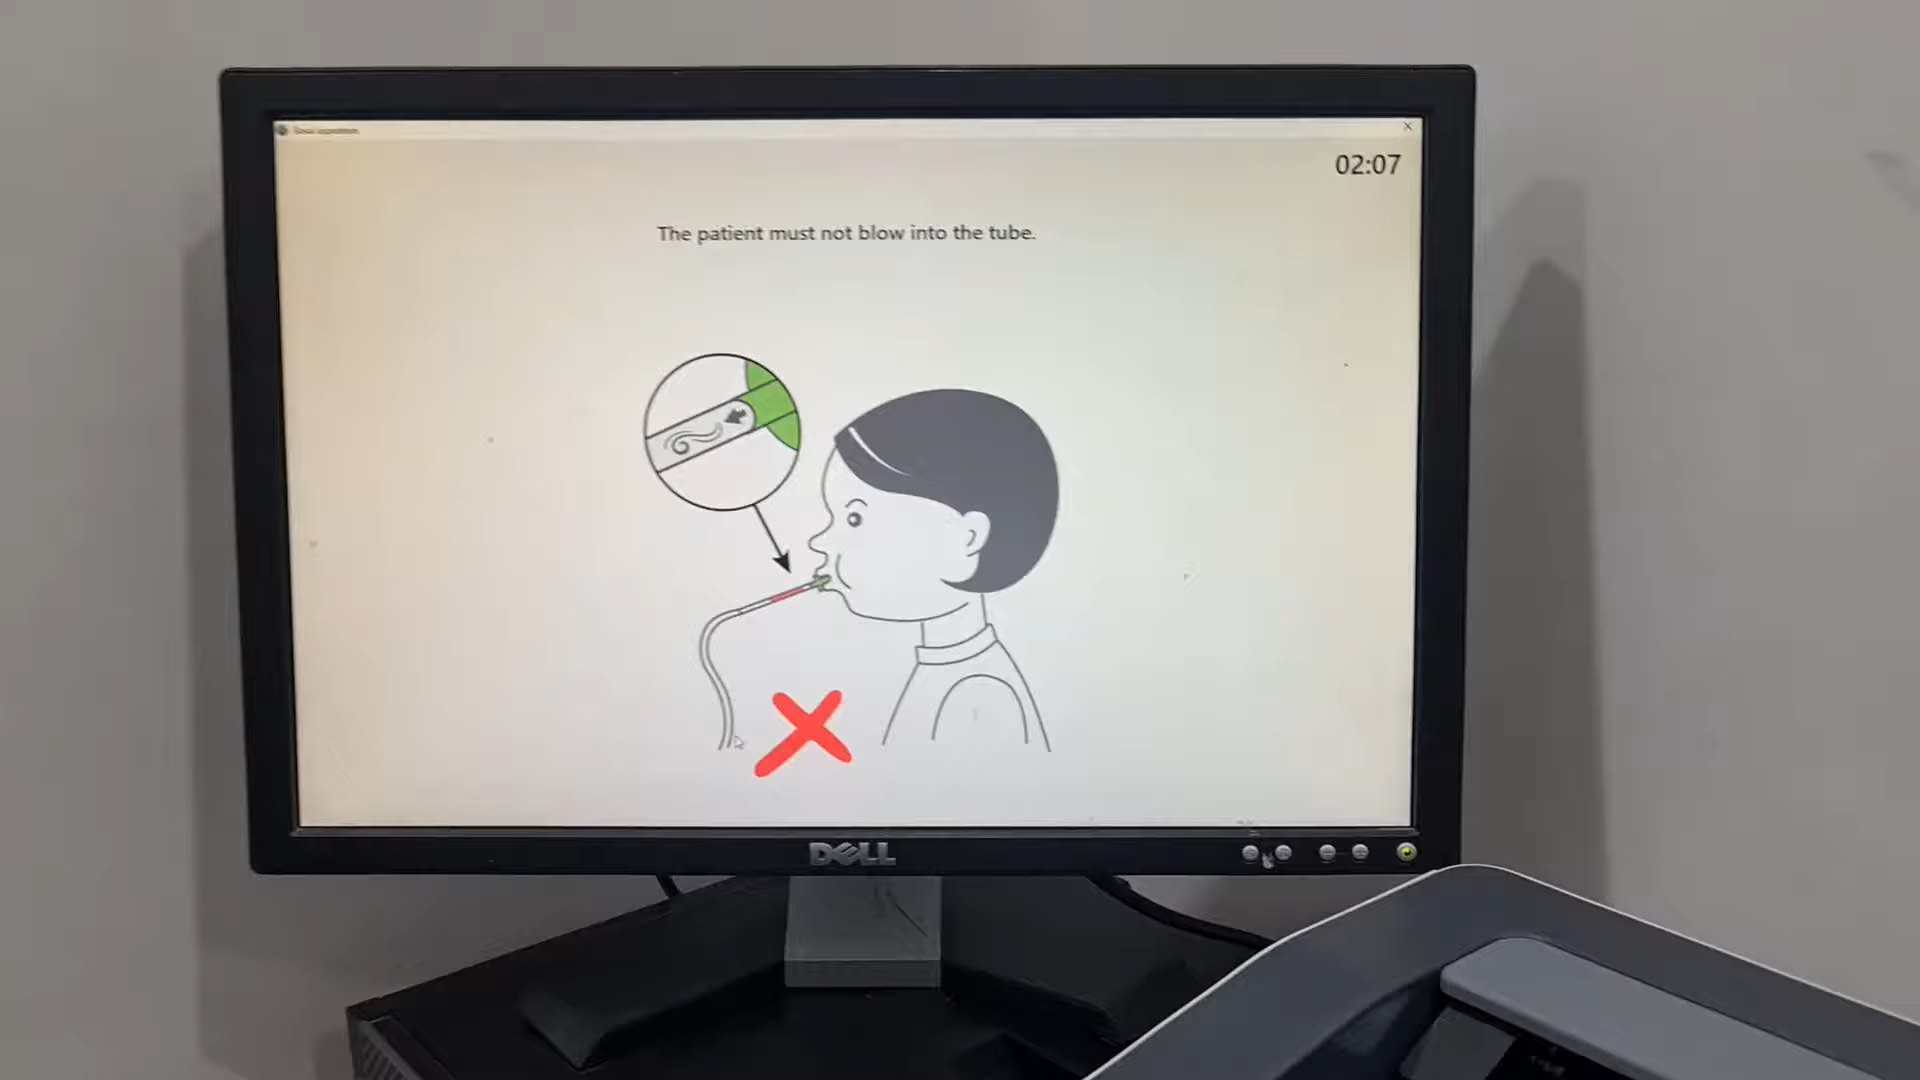 02:07
The patient must not blow into the tube.
DELL